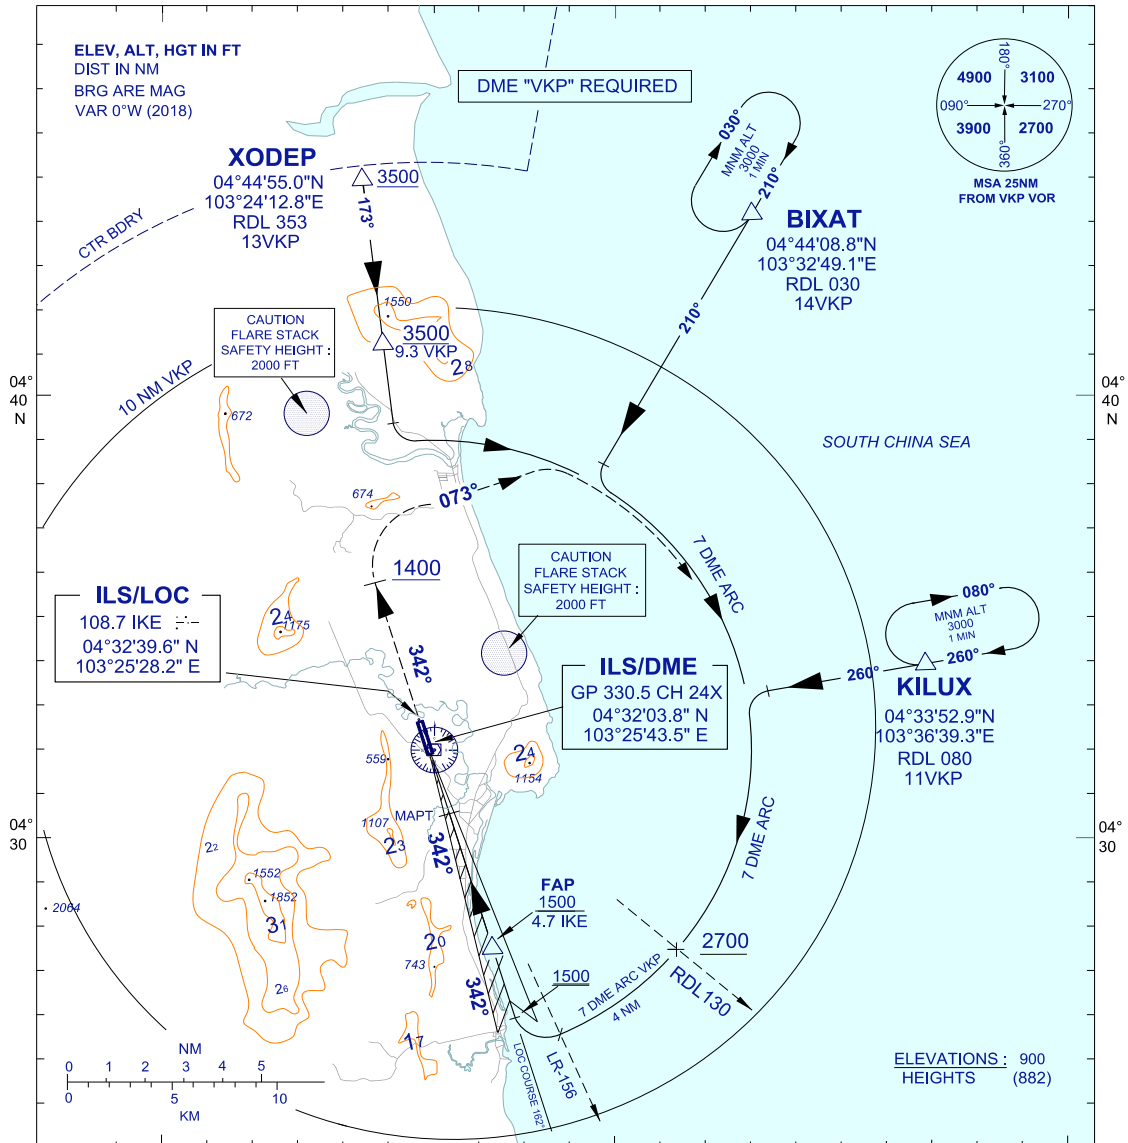 ELEV, ALT, HGT IN FT
DIST IN NM
BRG ARE MAG
VAR 0°W (2018)
DME "VKP" REQUIRED
180°
4900 3100
090° 270°
3900 2700
360°
MSA 25NM
FROM VKP VOR
XODEP
04°44'55.0"N
103°24'12.8"E
RDL 353
13VKP
3500
173°
CTR BDRY
030°
MNM ALT
3000
1 MIN
210°
BIXAT
04°44'08.8"N
103°32'49.1"E
RDL 030
14VKP
210°
1550
3500
9.3 VKP
28
CAUTION
FLARE STACK
SAFETY HEIGHT :
2000 FT
10 NM VKP
672
04°
40
N
04°
40
N
SOUTH CHINA SEA
674
073°
1400
7 DME ARC
CAUTION
FLARE STACK
SAFETY HEIGHT :
2000 FT
ILS/LOC
108.7 IKE
04°32'39.6" N
103°25'28.2" E
24
1175
342°
ILS/DME
GP 330.5 CH 24X
04°32'03.8" N
103°25'43.5" E
080°
MNM ALT
3000
1 MIN
260°
260°
KILUX
04°33'52.9"N
103°36'39.3"E
RDL 080
11VKP
559
24
1154
MAPT
1107
23
342°
7 DME ARC
04°
30
04°
30
22
1552
1852
31
26
2064
FAP
1500
4.7 IKE
20
743
342°
1500
2700
RDL130
7 DME ARC VKP
4 NM
17
LOC COURSE 162°
LR-156
NM
0 1 2 3 4 5
0 5 10
KM
ELEVATIONS : 900
HEIGHTS (882)